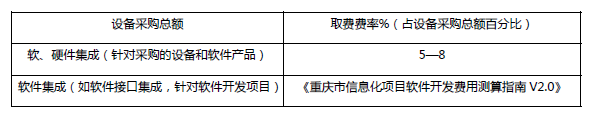 设备采购总额 取费费率%（占设备采购总额百分比）
软、硬件集成（针对采购的设备和软件产品） 5—8
软件集成（如软件接口集成，针对软件开发项目） 《重庆市信息化项目软件开发费用测算指南 V2.0》